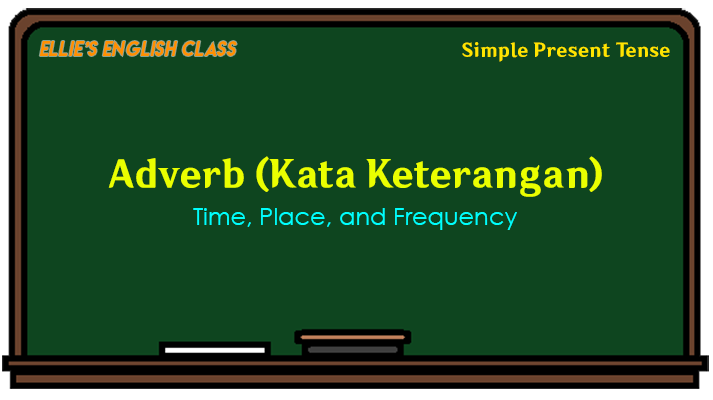 ELLIE'S ENGLISH CLASS
Simple Present Tense
Adverb (Kata Keterangan)
Time, Place, and Frequency